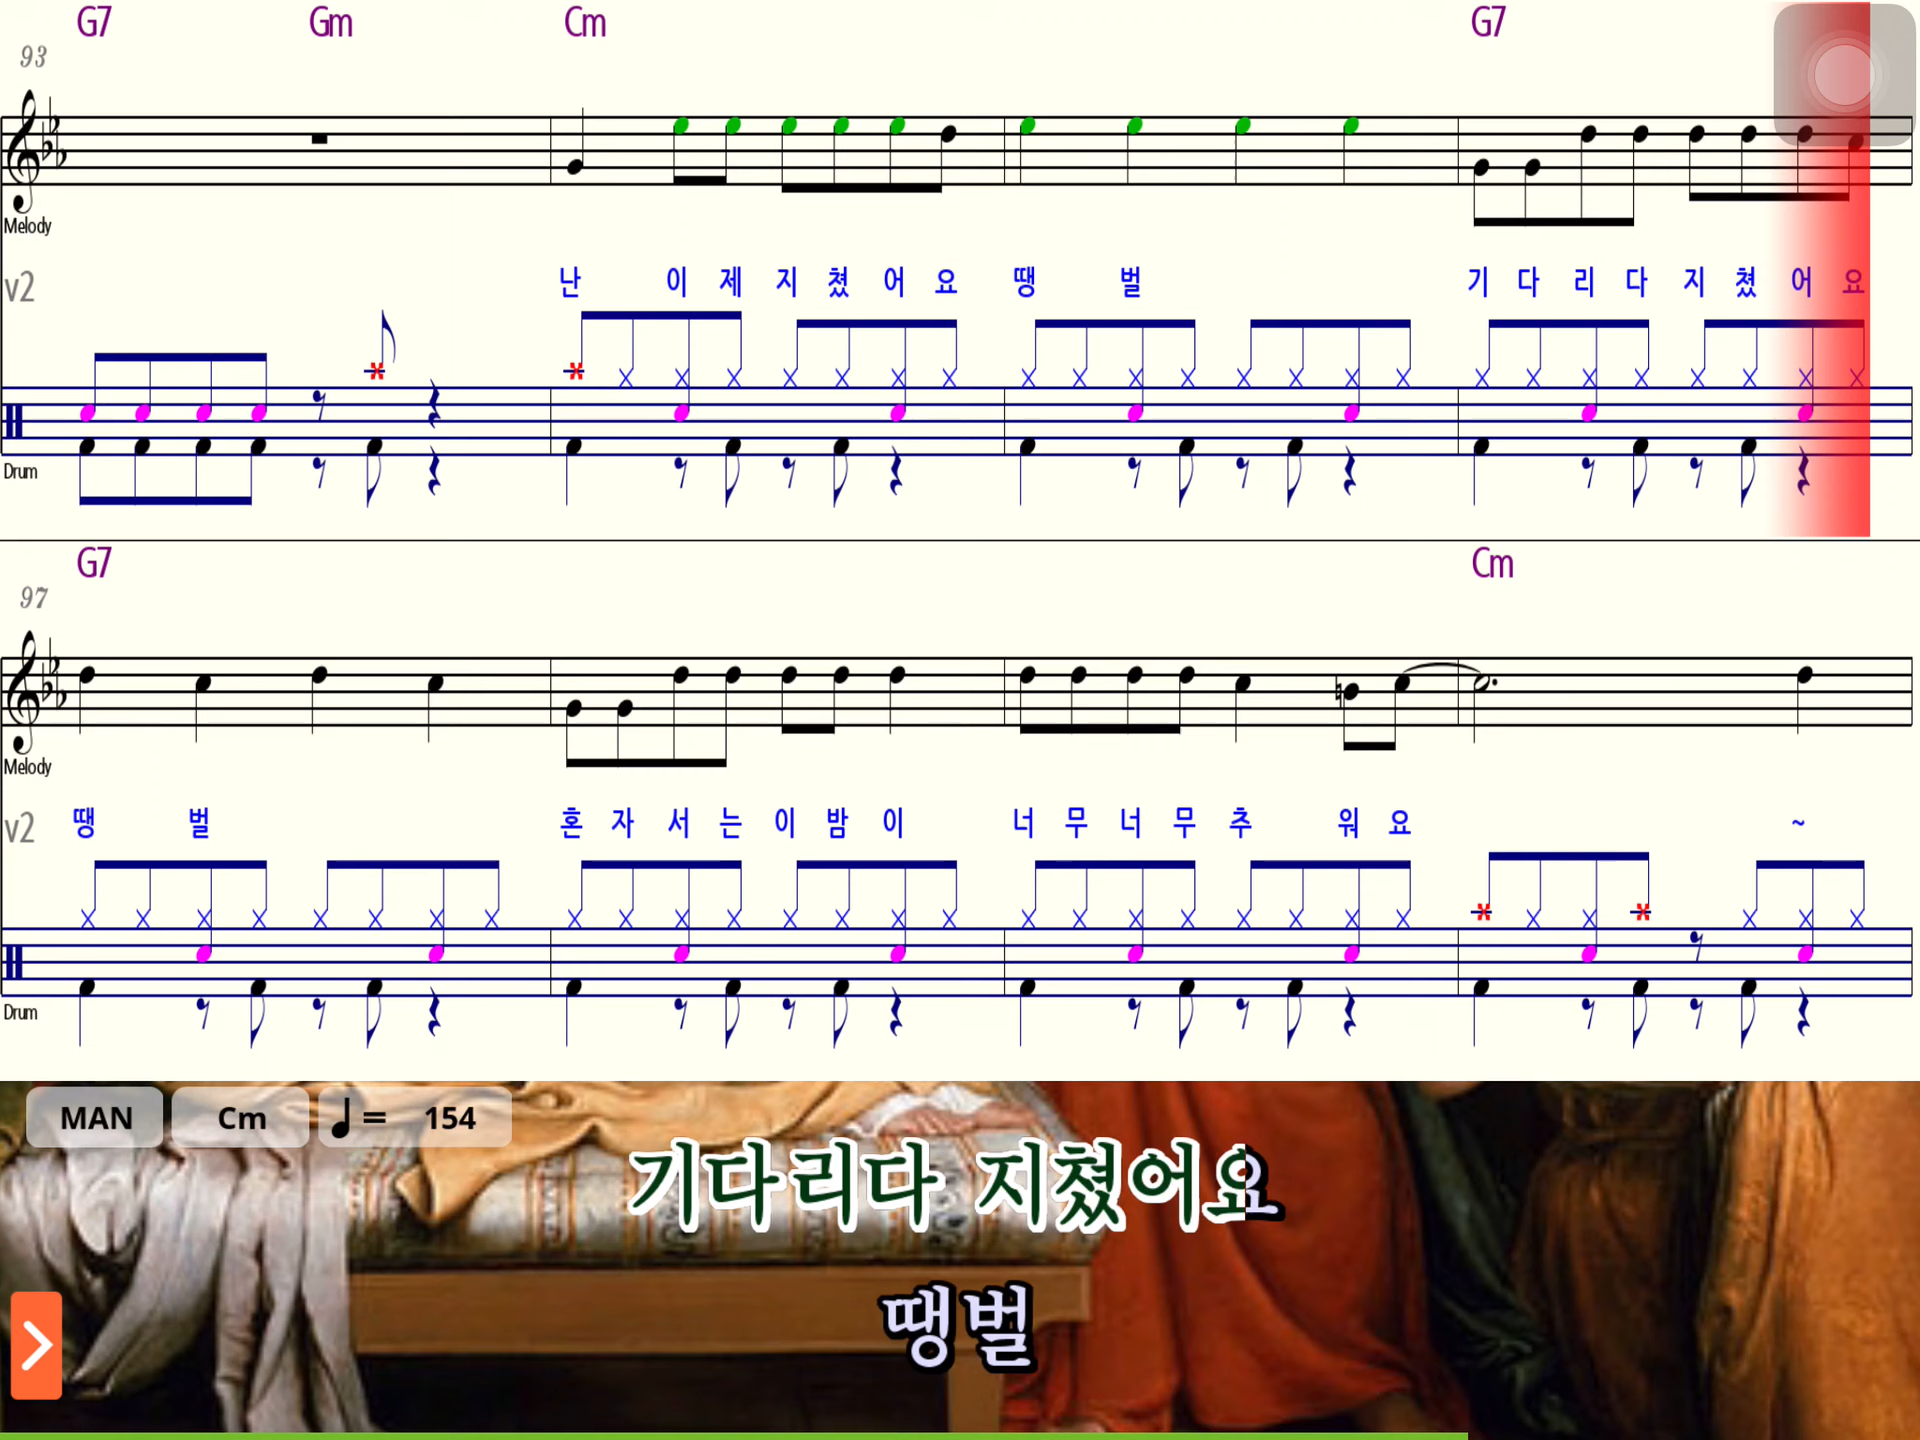 G7 Gm Cm G7
93
Melody
v2 난 이 제 지 쳤 어 요 땡 벌 기 다 리 다 지 쳤 어 요
Drum
G7 Cm
97
Melody
v2 땡 벌 혼 자 서 는 이 밤 이 너 무 너 무 추 워 요 ~
Drum
MAN Cm ♩= 154
기다리다 지쳤어요
땡벌